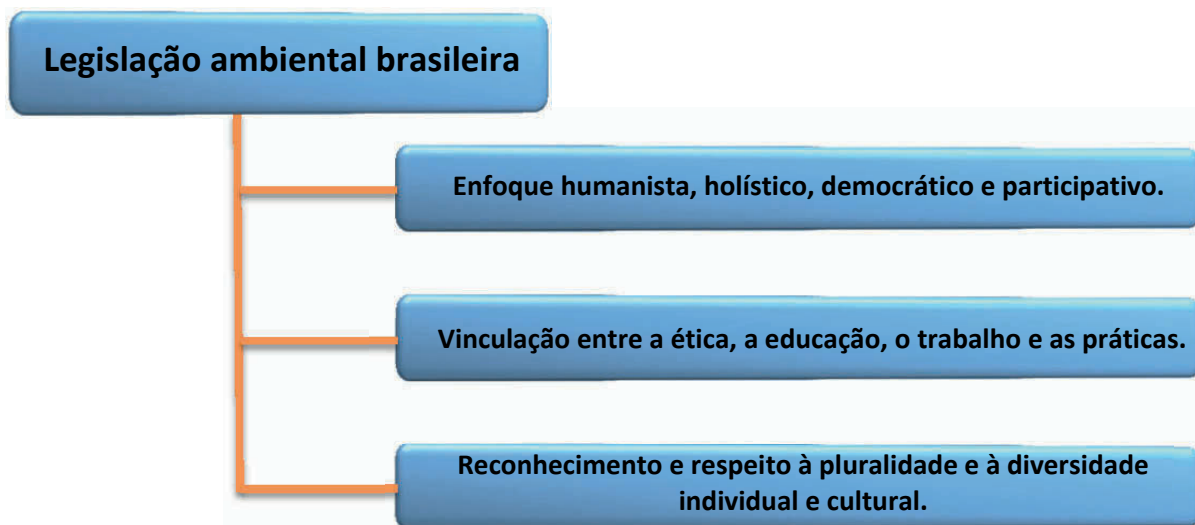 Legislação ambiental brasileira
Enfoque humanista, holístico, democrático e participativo.
Vinculação entre a ética, a educação, o trabalho e as práticas.
Reconhecimento e respeito à pluralidade e à diversidade
individual e cultural.